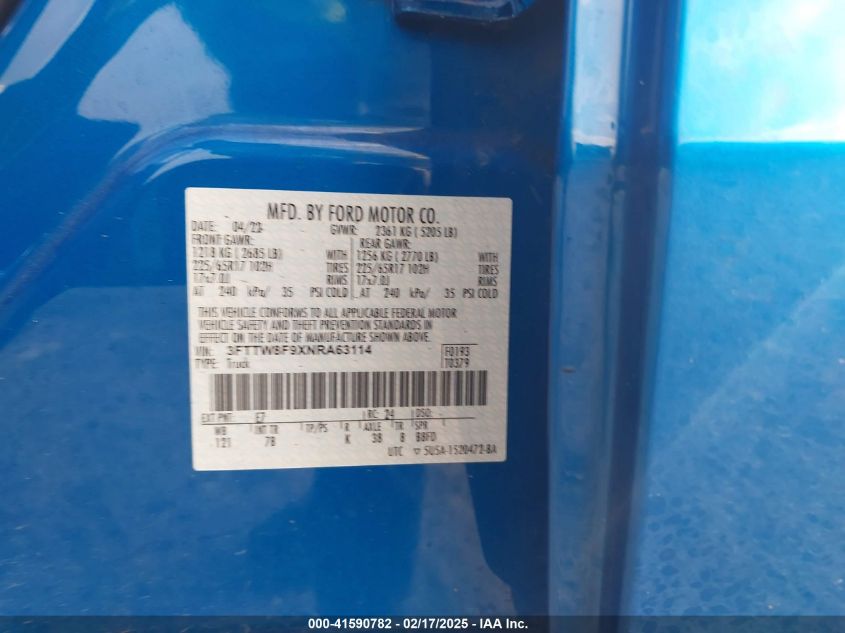 MFD. BY FORD MOTOR CO.
DATE: 04/22 GVWR: 2361 KG ( 5205 LB)
FRONT GAWR: REAR GAWR:
1218 KG ( 2685 LB) WITH 1256 KG ( 2770 LB) WITH
225/65R17 102H TIRES 225/65R17 102H TIRES
17x7.0J RIMS 17x7.0J RIMS
AT 240 kPa/ 35 PSI COLD AT 240 kPa/ 35 PSI COLD
THIS VEHICLE CONFORMS TO ALL APPLICABLE FEDERAL MOTOR
VEHICLE SAFETY AND THEFT PREVENTION STANDARDS IN
EFFECT ON THE DATE OF MANUFACTURE SHOWN ABOVE.
VIN: 3FTTW8F9XNRA63114 F0193
TYPE: Truck T0379
EXT PNT: E7 RC: 24 DSO:
WB INT TR TP/PS R AXLE TR SPR
121 7B K 38 8 BBFD
UTC ▽ 5U5A-1520472-BA
000-41590782 - 02/17/2025 - IAA Inc.